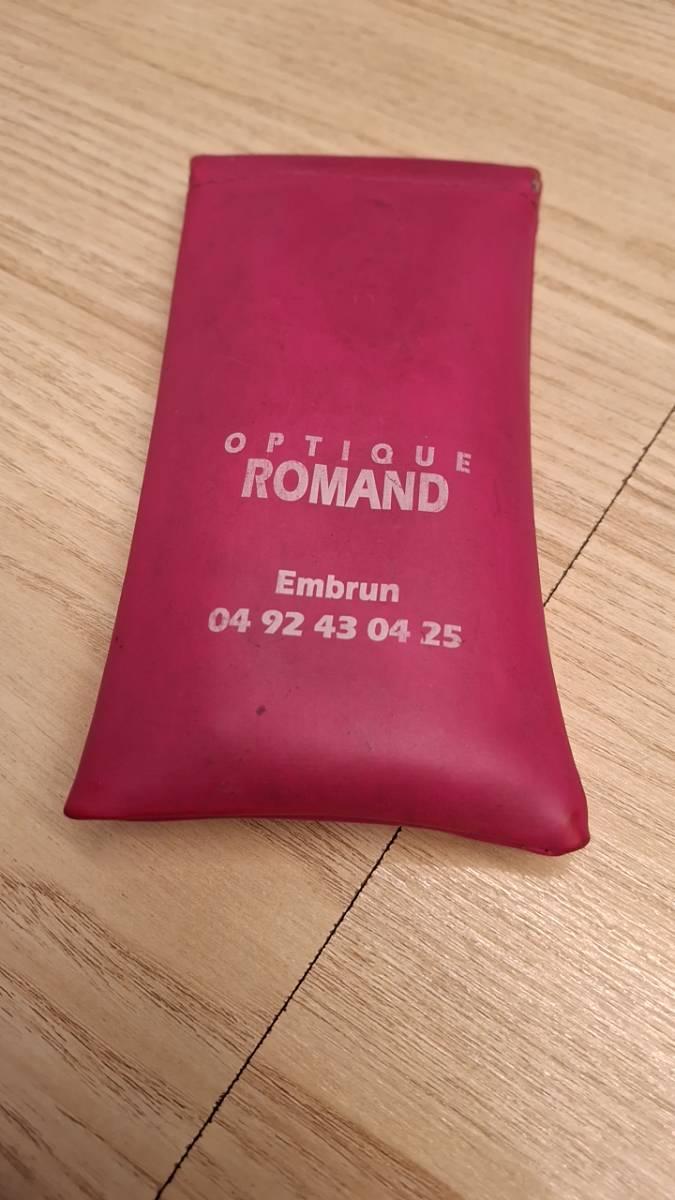 OPTIQUE
ROMAND
Embrun
04 92 43 04 25